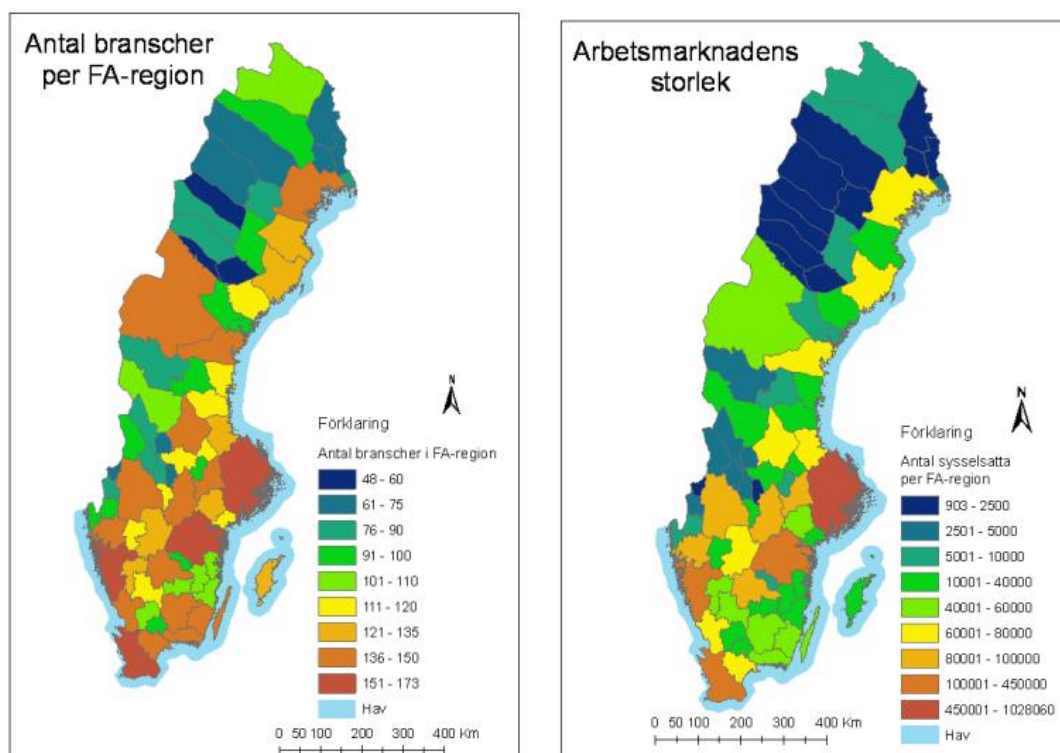 Antal branscher
per FA-region
N
Förklaring
Antal branscher i FA-region
48 - 60
61 - 75
76 - 90
91 - 100
101 - 110
111 - 120
121 - 135
136 - 150
151 - 173
Hav
0 50 100 200 300 400 Km
Arbetsmarknadens
storlek
N
Förklaring
Antal sysselsatta
per FA-region
903 - 2500
2501 - 5000
5001 - 10000
10001 - 40000
40001 - 60000
60001 - 80000
80001 - 100000
100001 - 450000
450001 - 1028060
Hav
0 50 100 200 300 400 Km